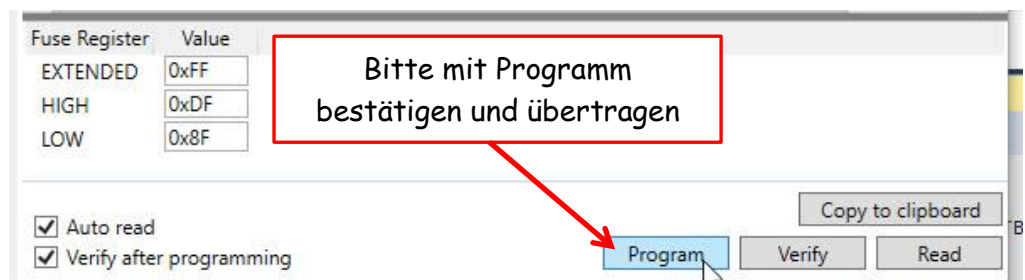 Fuse Register Value
EXTENDED 0xFF
HIGH 0xDF
LOW 0x8F
Bitte mit Programm
bestätigen und übertragen
Copy to clipboard
Auto read
Verify after programming
Program Verify Read